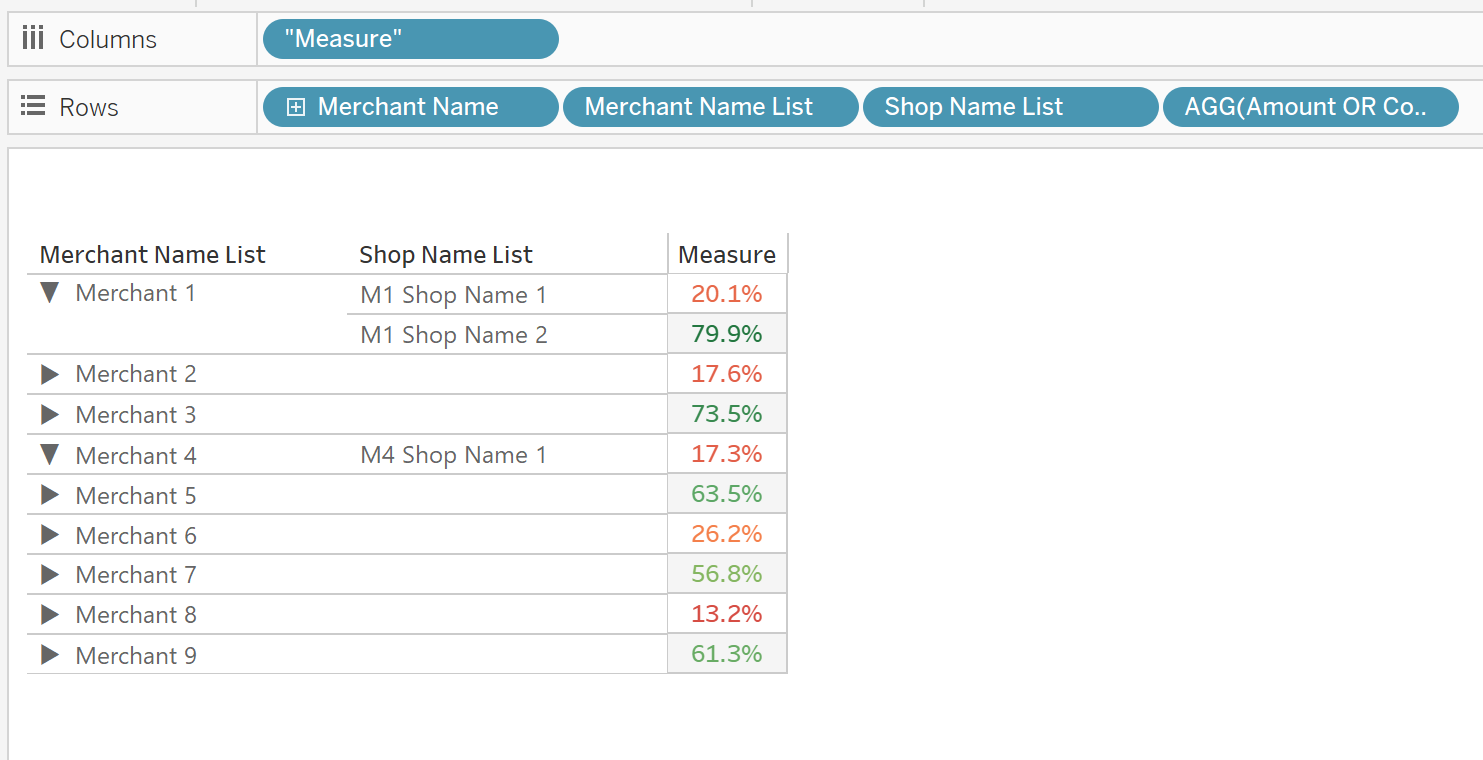 Columns "Measure"
Rows Merchant Name Merchant Name List Shop Name List AGG(Amount OR Co..
Merchant Name List Shop Name List Measure
▼ Merchant 1 M1 Shop Name 1 20.1%
M1 Shop Name 2 79.9%
▶ Merchant 2 17.6%
▶ Merchant 3 73.5%
▼ Merchant 4 M4 Shop Name 1 17.3%
▶ Merchant 5 63.5%
▶ Merchant 6 26.2%
▶ Merchant 7 56.8%
▶ Merchant 8 13.2%
▶ Merchant 9 61.3%